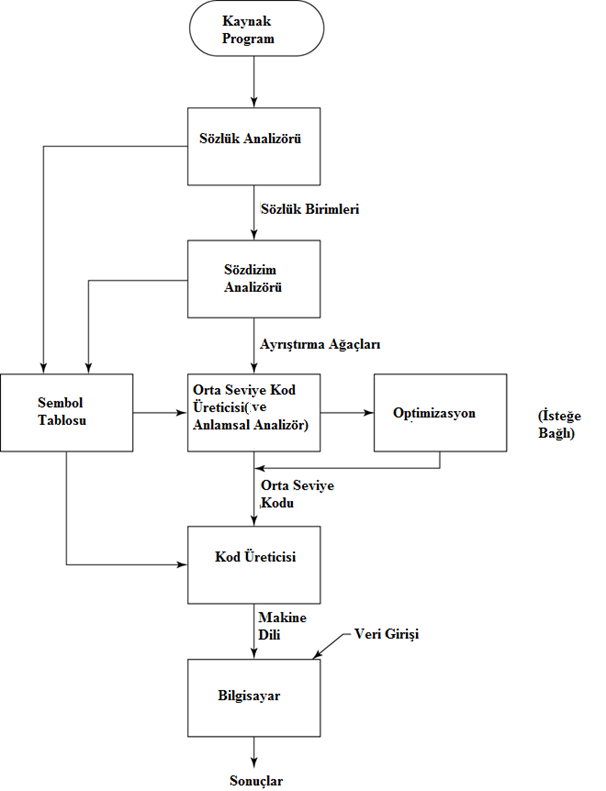 Kaynak
Program
Sözlük Analizörü
Sözlük Birimleri
Sözdizim
Analizörü
Ayrıştırma Ağaçları
Sembol
Tablosu
Orta Seviye Kod
Üreticisi(ve
Anlamsal Analizör)
Optimizasyon
(İsteğe
Bağlı)
Orta Seviye
Kodu
Kod Üreticisi
Makine
Dili
Veri Girişi
Bilgisayar
Sonuçlar